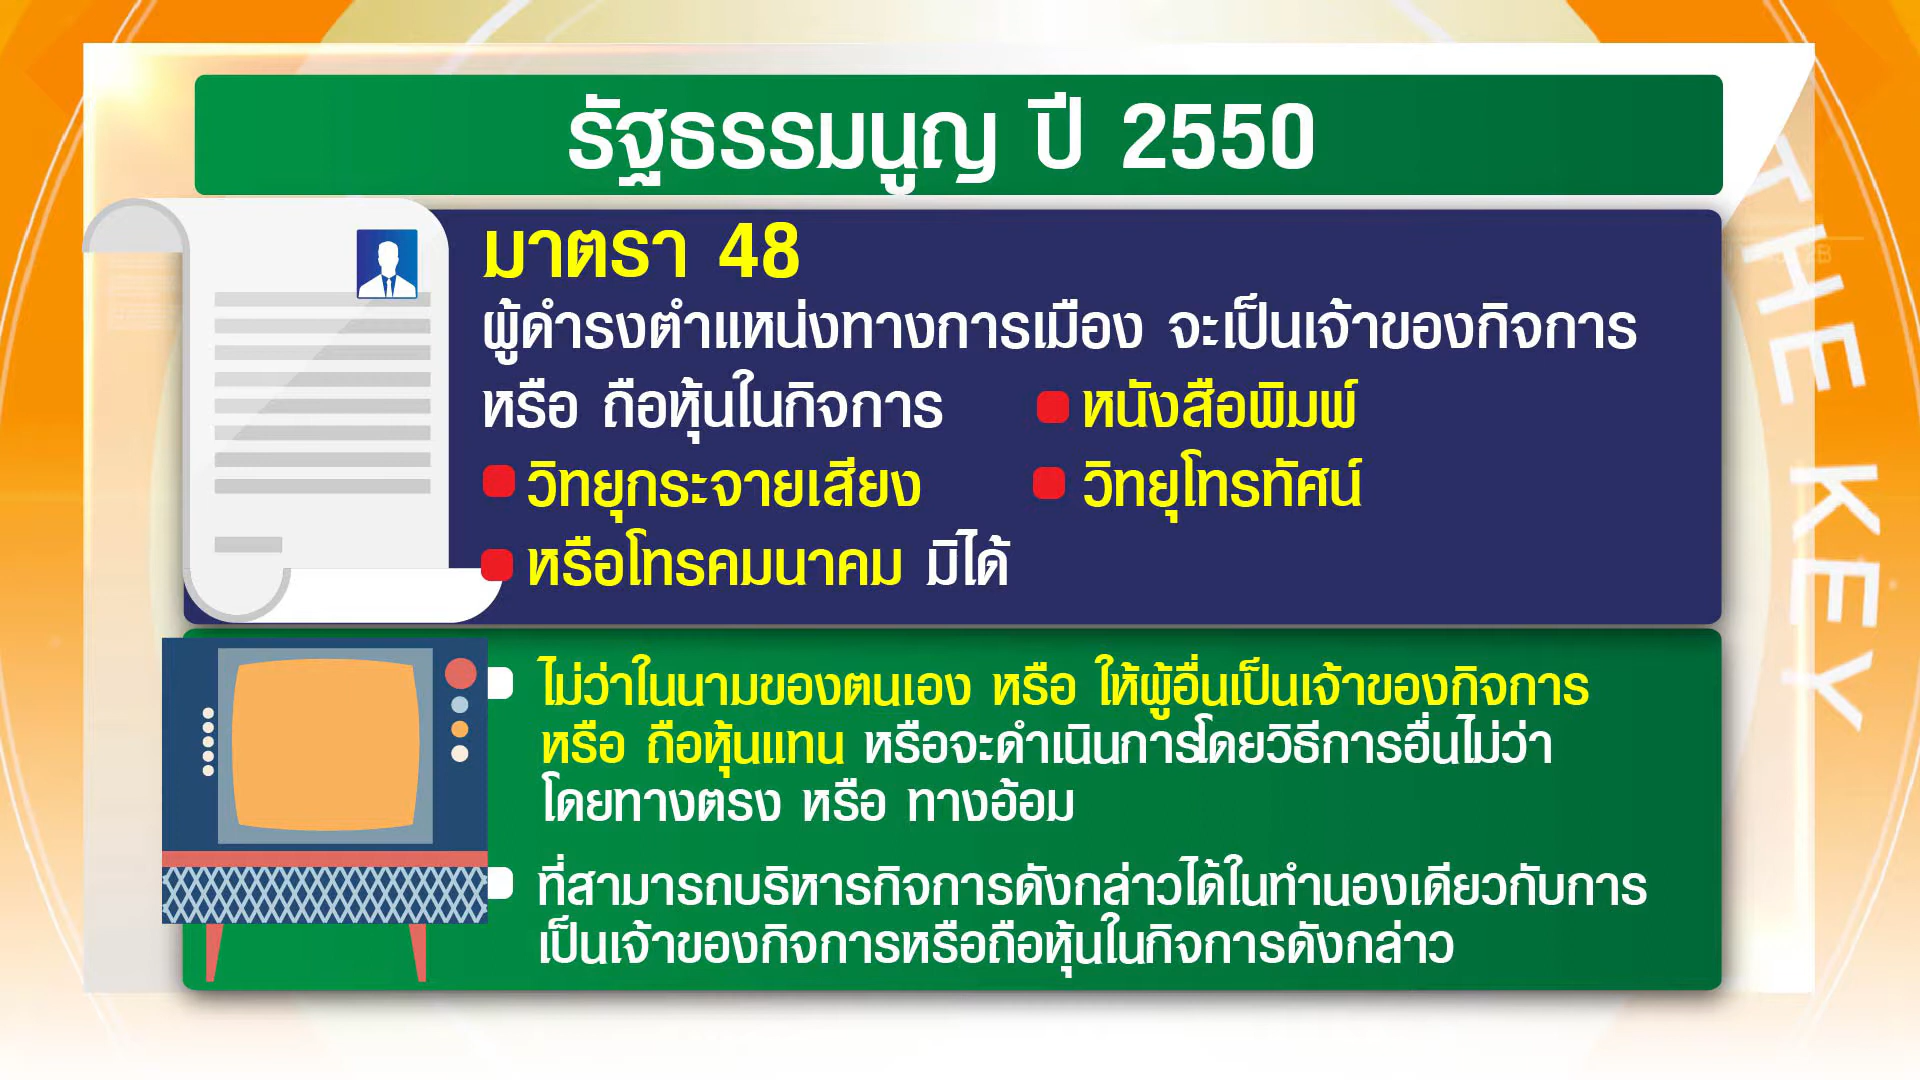 รัฐธรรมนูญ ปี 2550
มาตรา 48
ผู้ดำรงตำแหน่งทางการเมือง จะเป็นเจ้าของกิจการ
หรือ ถือหุ้นในกิจการ หนังสือพิมพ์
วิทยุกระจายเสียง วิทยุโทรทัศน์
หรือโทรคมนาคม มิได้
ไม่ว่าในนามของตนเอง หรือ ให้ผู้อื่นเป็นเจ้าของกิจการ
หรือ ถือหุ้นแทน หรือจะดำเนินการโดยวิธีการอื่นไม่ว่า
โดยทางตรง หรือ ทางอ้อม
ที่สามารถบริหารกิจการดังกล่าวได้ในทำนองเดียวกับการ
เป็นเจ้าของกิจการหรือถือหุ้นในกิจการดังกล่าว
THE KEY